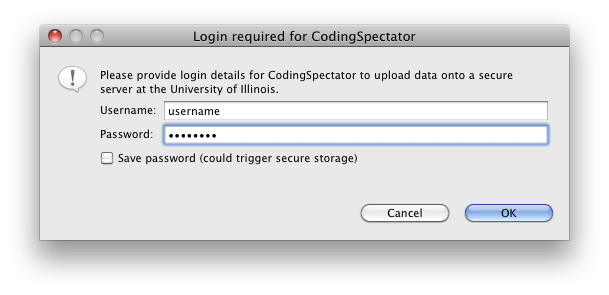 Login required for CodingSpectator
Please provide login details for CodingSpectator to upload data onto a secure
server at the University of Illinois.
Username: username
Password: ••••••••
Save password (could trigger secure storage)
Cancel OK